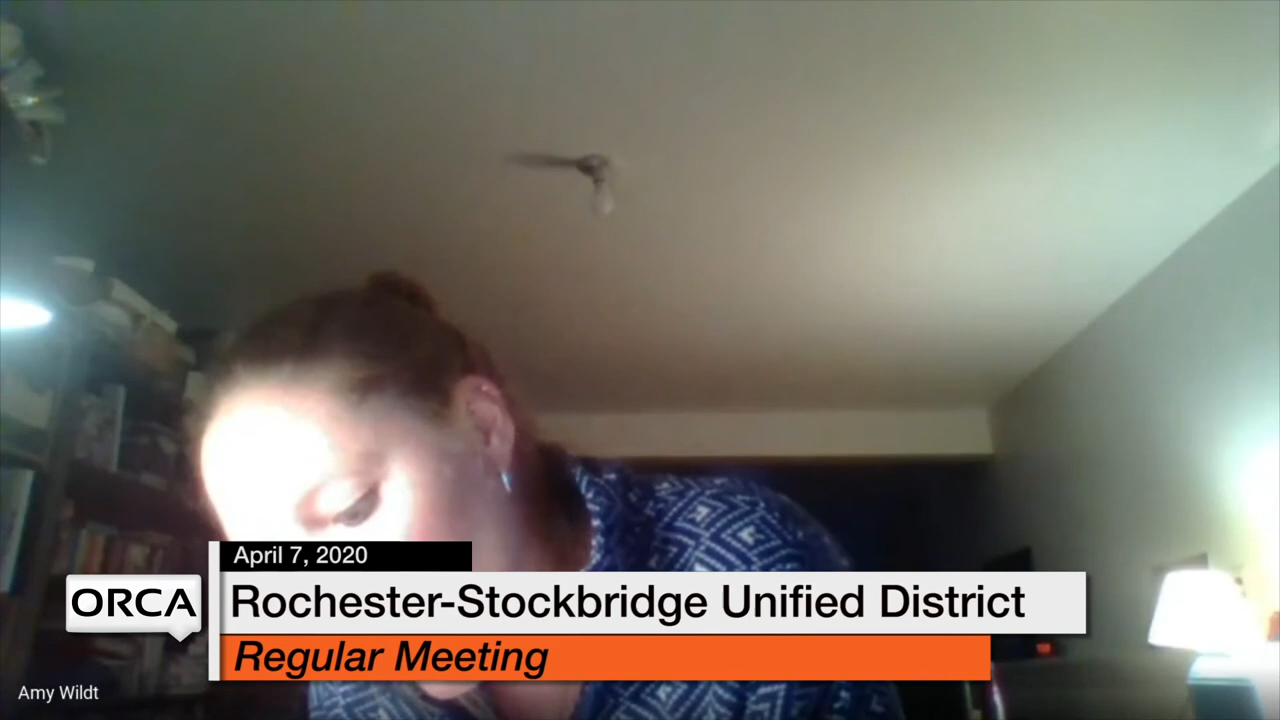 April 7, 2020
ORCA
Rochester-Stockbridge Unified District
Regular Meeting
Amy Wildt